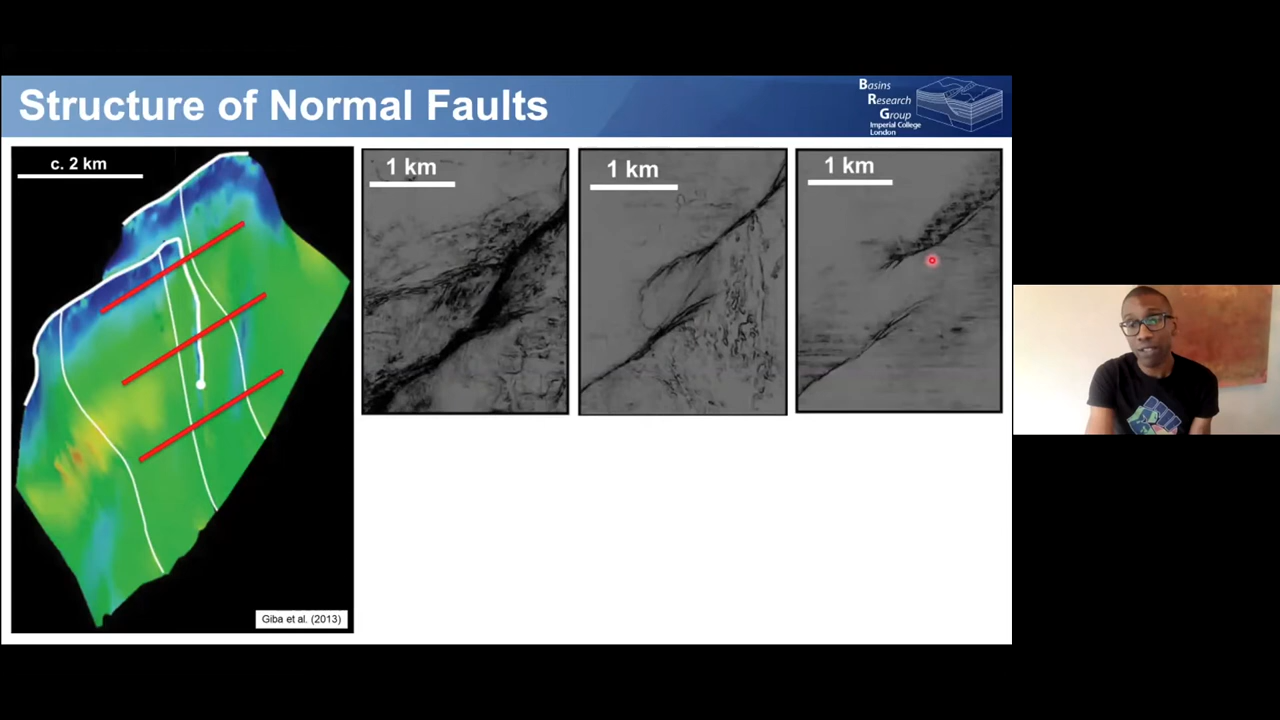 Structure of Normal Faults
Basins
Research
Group
Imperial College
London
c. 2 km
1 km
1 km
1 km
Giba et al. (2013)